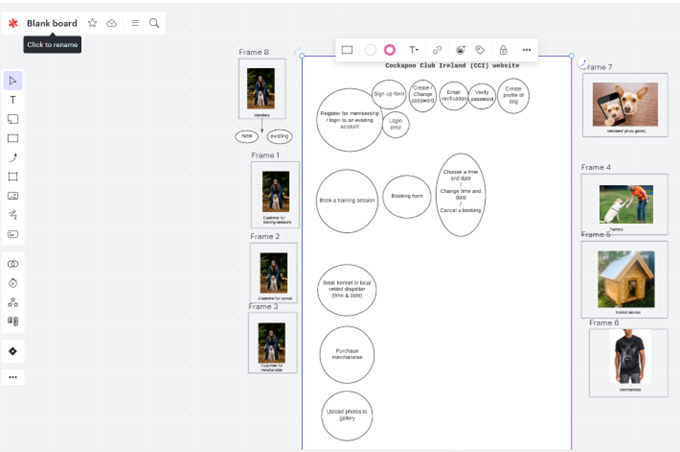 Blank board
Click to rename
T
T
Cockapoo Club Ireland (CCI) website
Frame 8
Members
New
existing
Frame 1
Customer for
training sessions
Frame 2
Customer for kennel
Frame 3
Customer for
merchandise
Register for membership
/ login to an existing
account
Sign up form
Create /
Change
password
Email
verification
Verify
password
Create
profile of
dog
Login
error
Book a training session
Booking form
Choose a time
and date
/
Change time and
date
/
Cancel a booking
Book kennel or local
vetted dogsitter
(time & date)
Purchase
merchandise
Upload photos to
gallery
Frame 7
Members' photo gallery
Frame 4
Trainers
Frame 5
Kennel service
Frame 6
Merchandise